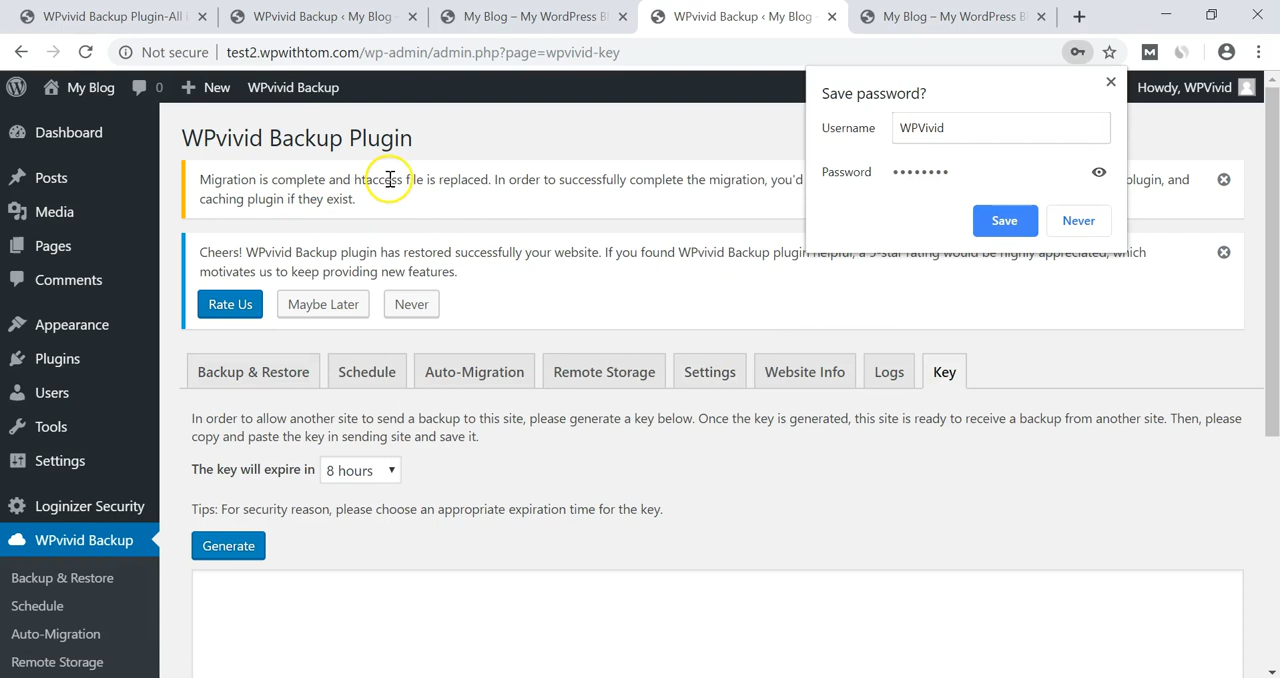 WPvivid Backup Plugin-All i
WPvivid Backup ‹ My Blog -
My Blog – My WordPress B
WPvivid Backup ‹ My Blog -
My Blog – My WordPress B
Not secure
test2.wpwithtom.com/wp-admin/admin.php?page=wpvivid-key
M
My Blog
0
New
WPvivid Backup
Howdy, WPVivid
Save password?
Username
WPVivid
Password
Save
Never
Dashboard
Posts
Media
Pages
Comments
Appearance
Plugins
Users
Tools
Settings
Loginizer Security
WPvivid Backup
Backup & Restore
Schedule
Auto-Migration
Remote Storage
WPvivid Backup Plugin
Migration is complete and htaccess file is replaced. In order to successfully complete the migration, you'd plugin, and
caching plugin if they exist.
Cheers! WPvivid Backup plugin has restored successfully your website. If you found WPvivid Backup plugin helpful, a 5-star rating would be highly appreciated, which
motivates us to keep providing new features.
Rate Us
Maybe Later
Never
Backup & Restore
Schedule
Auto-Migration
Remote Storage
Settings
Website Info
Logs
Key
In order to allow another site to send a backup to this site, please generate a key below. Once the key is generated, this site is ready to receive a backup from another site. Then, please
copy and paste the key in sending site and save it.
The key will expire in 8 hours
Tips: For security reason, please choose an appropriate expiration time for the key.
Generate